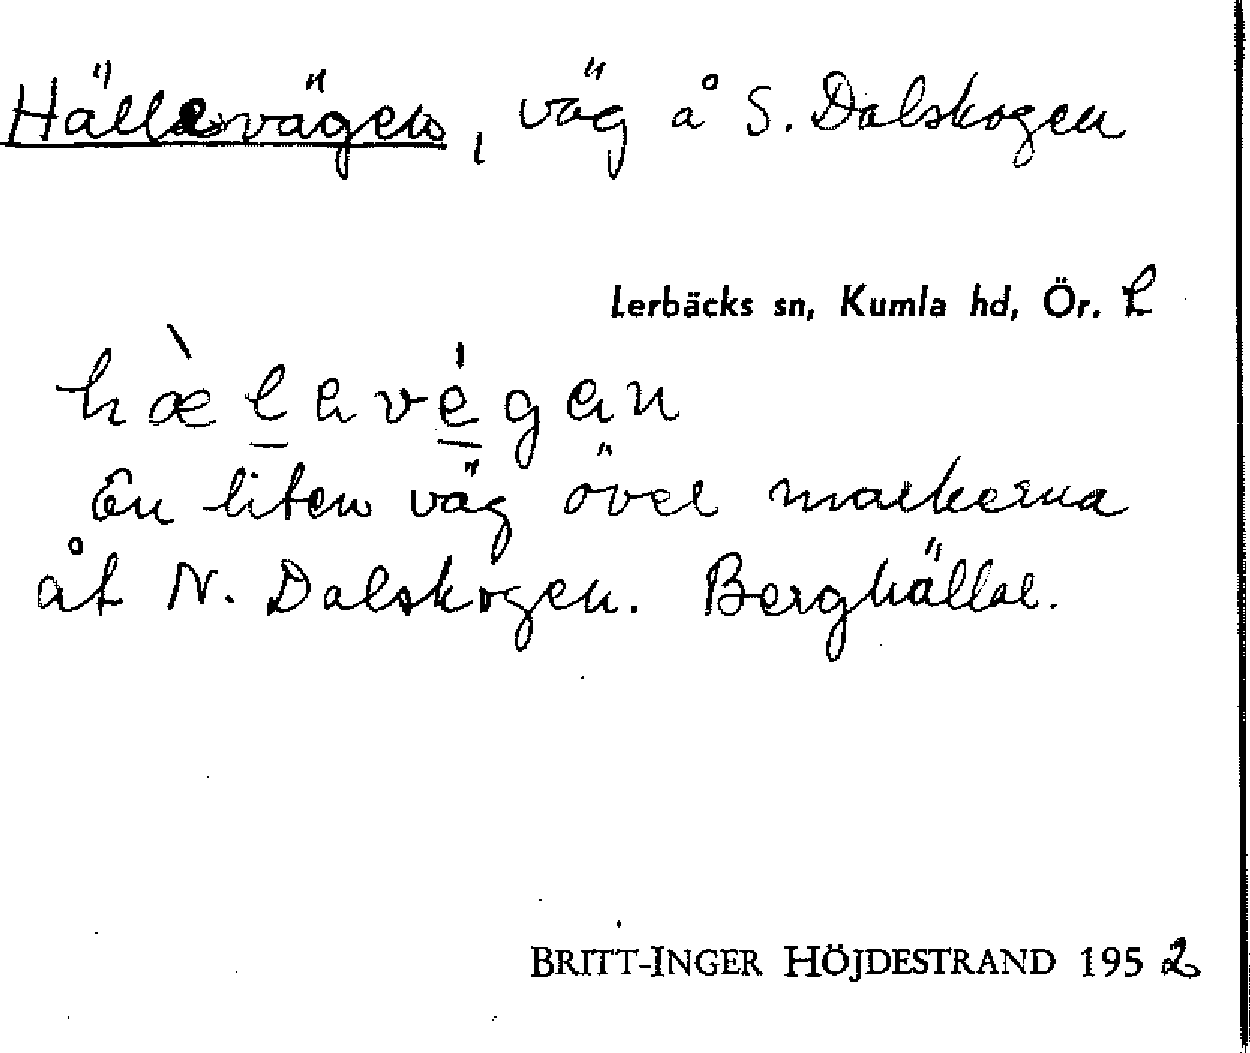 Hällevägen, väg å S. Dalskogen
Lerbäcks sn, Kumla hd, Ör. L
hæ̀lavégan
En liten väg över markerna
åt N. Dalskogen. Berghällar.
BRITT-INGER HÖJDESTRAND 1952